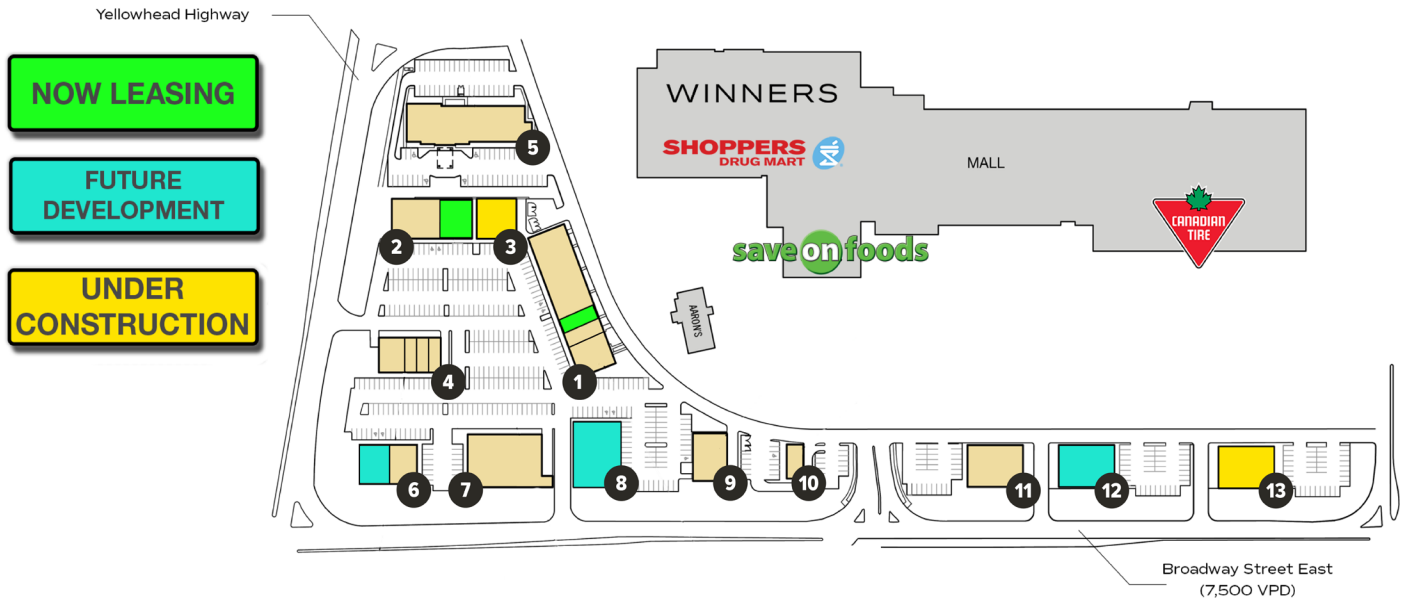 Yellowhead Highway
NOW LEASING
FUTURE
DEVELOPMENT
UNDER
CONSTRUCTION
WINNERS
SHOPPERS
DRUG MART
MALL
CANADIAN
TIRE
save on foods
AARON'S
5
2
3
4
1
6
7
8
9
10
11
12
13
Broadway Street East
(7,500 VPD)